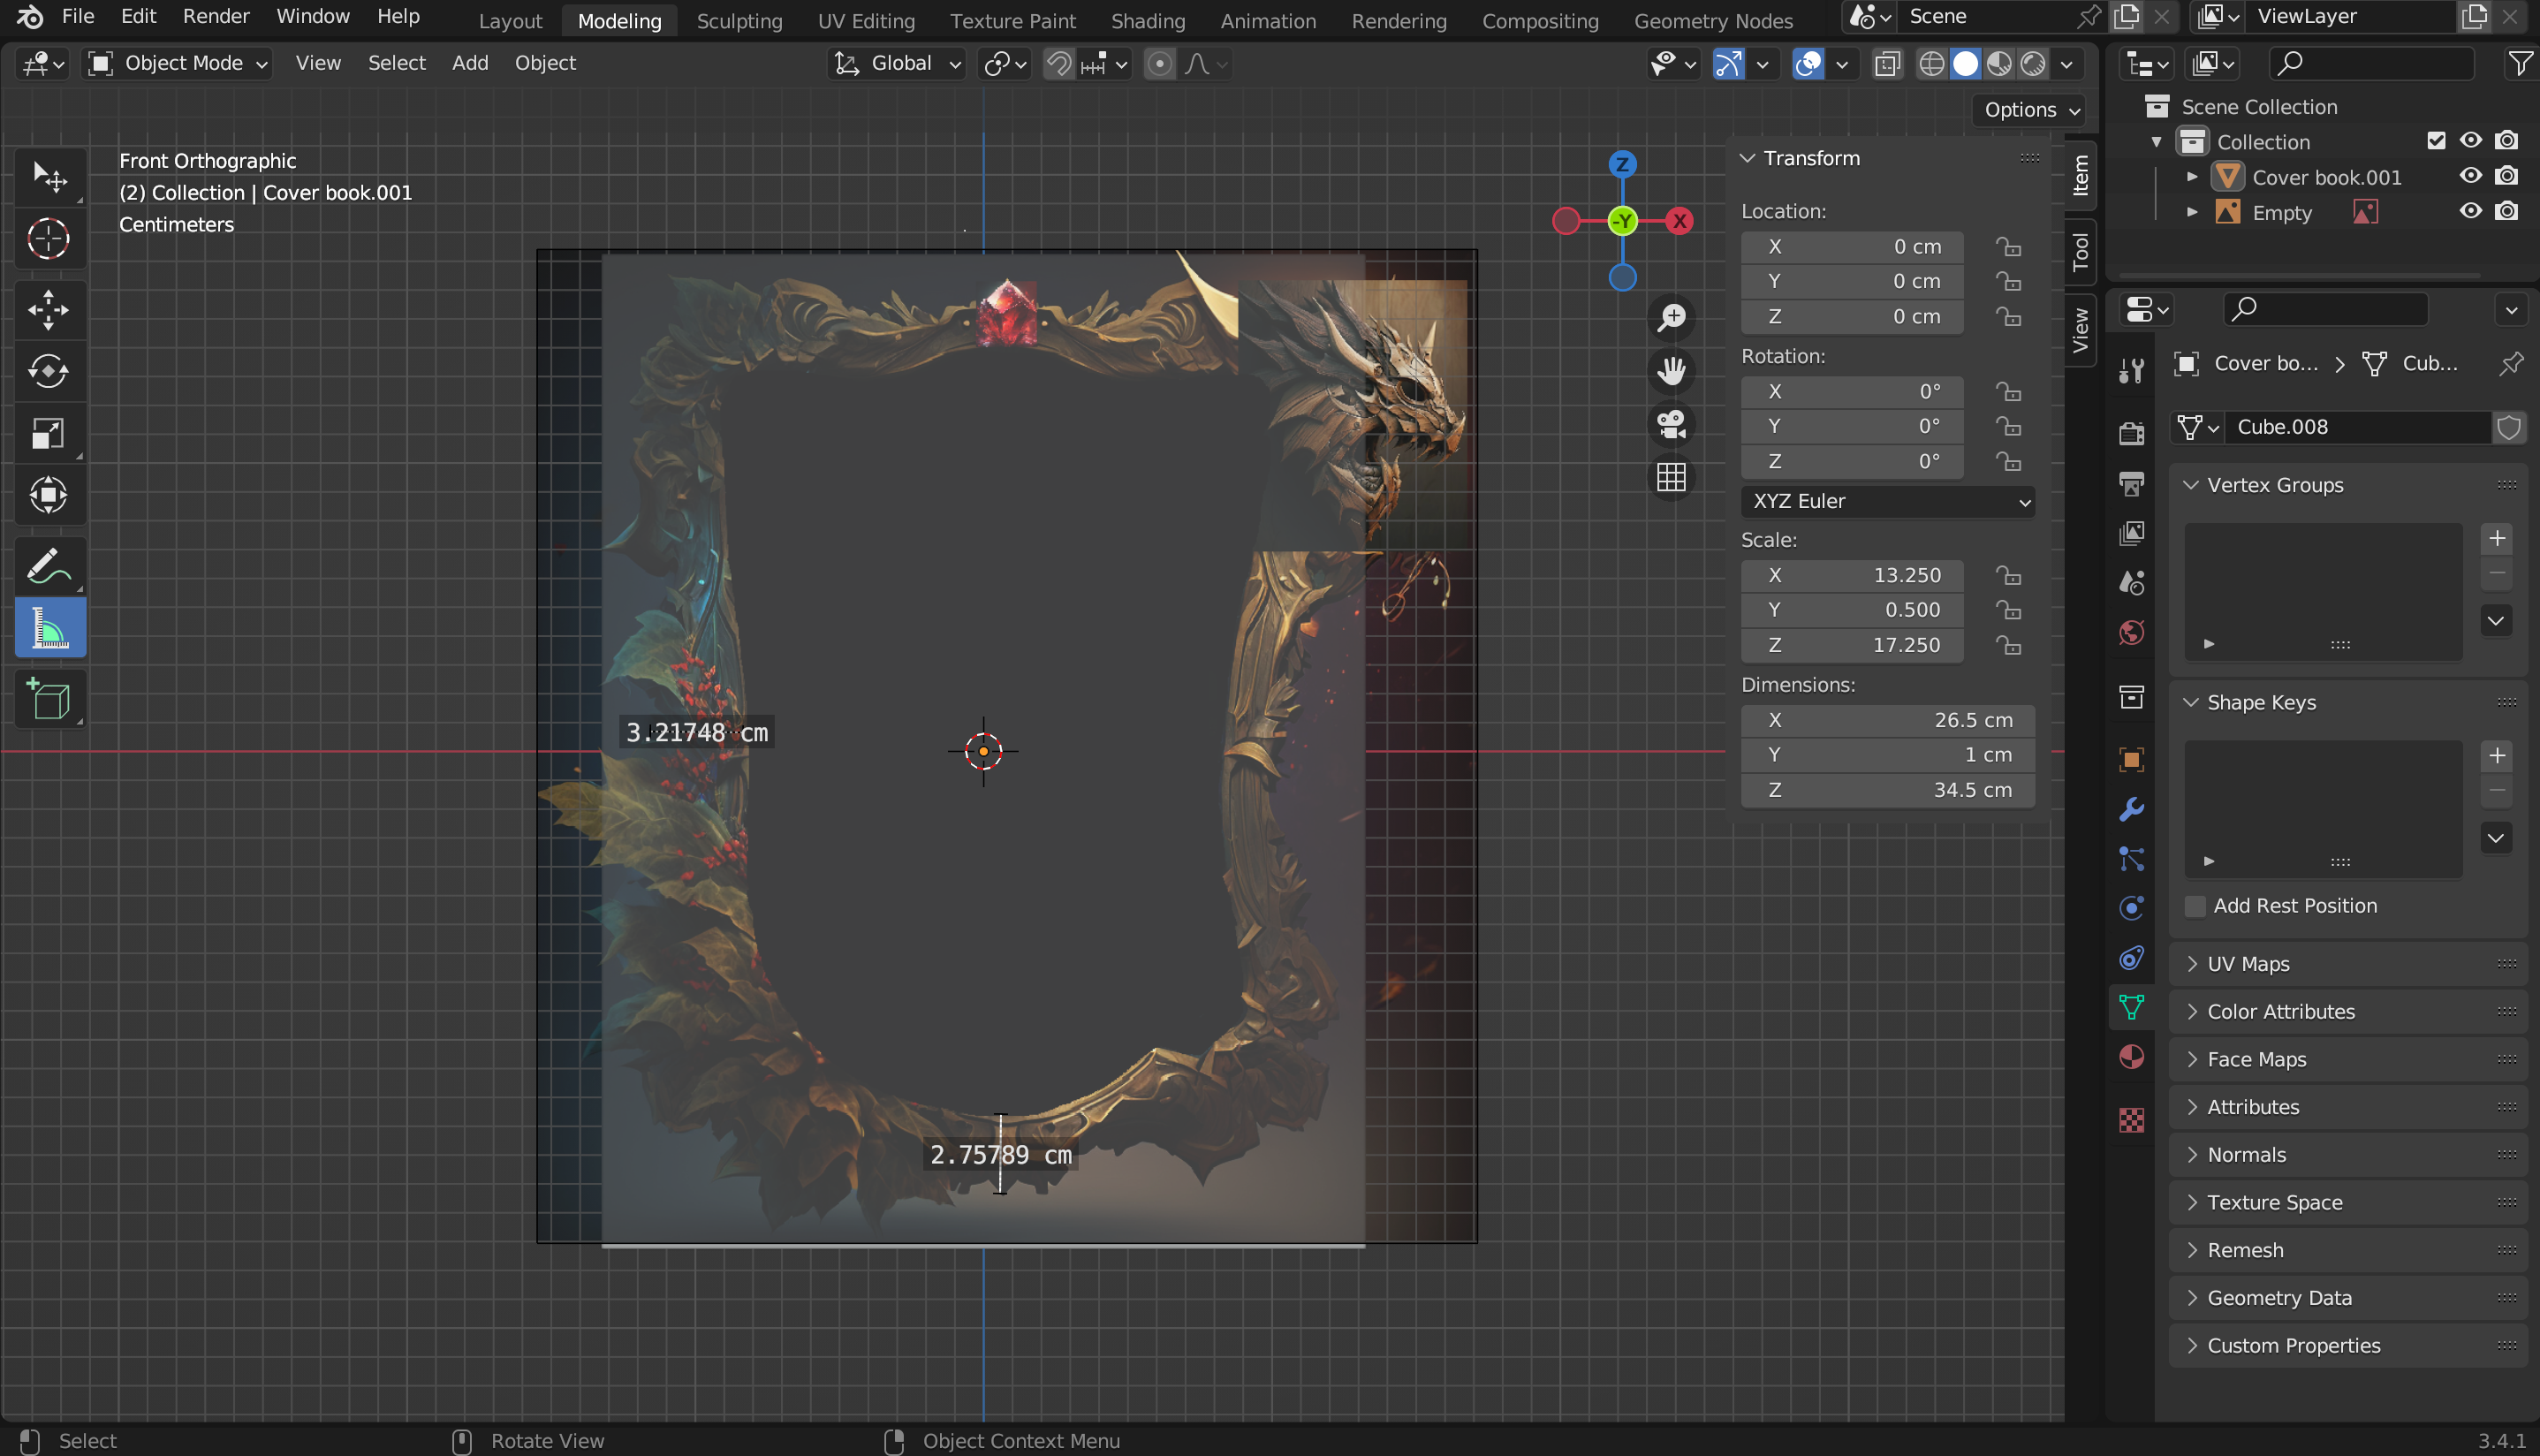 File Edit Render Window Help Layout Modeling Sculpting UV Editing Texture Paint Shading Animation Rendering Compositing Geometry Nodes Scene ViewLayer
Object Mode View Select Add Object Global
Options
Front Orthographic
(2) Collection | Cover book.001
Centimeters
3.21748 cm
2.75789 cm
Z
-Y
X
Item
Tool
View
Transform
Location:
X 0 cm
Y 0 cm
Z 0 cm
Rotation:
X 0°
Y 0°
Z 0°
XYZ Euler
Scale:
X 13.250
Y 0.500
Z 17.250
Dimensions:
X 26.5 cm
Y 1 cm
Z 34.5 cm
Scene Collection
Collection
Cover book.001
Empty
Cover bo... Cub...
Cube.008
Vertex Groups
Shape Keys
Add Rest Position
UV Maps
Color Attributes
Face Maps
Attributes
Normals
Texture Space
Remesh
Geometry Data
Custom Properties
Select Rotate View Object Context Menu 3.4.1